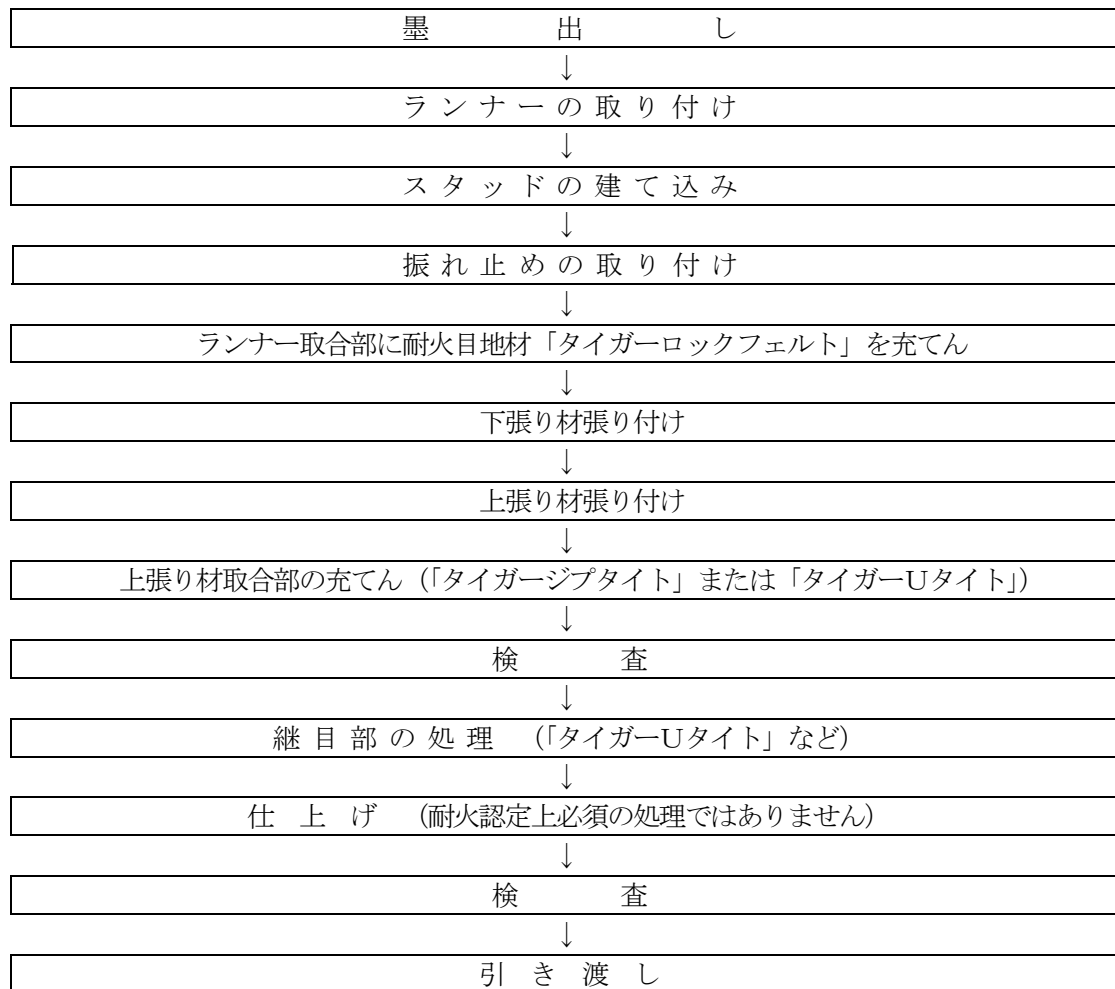 墨出し
↓
ランナーの取り付け
↓
スタッドの建て込み
↓
振れ止めの取り付け
↓
ランナー取合部に耐火目地材「タイガーロックフェルト」を充てん
↓
下張り材張り付け
↓
上張り材張り付け
↓
上張り材取合部の充てん(「タイガージプタイト」または「タイガーUタイト」)
↓
検査
↓
継目部の処理 (「タイガーUタイト」など)
↓
仕上げ (耐火認定上必須の処理ではありません)
↓
検査
↓
引き渡し